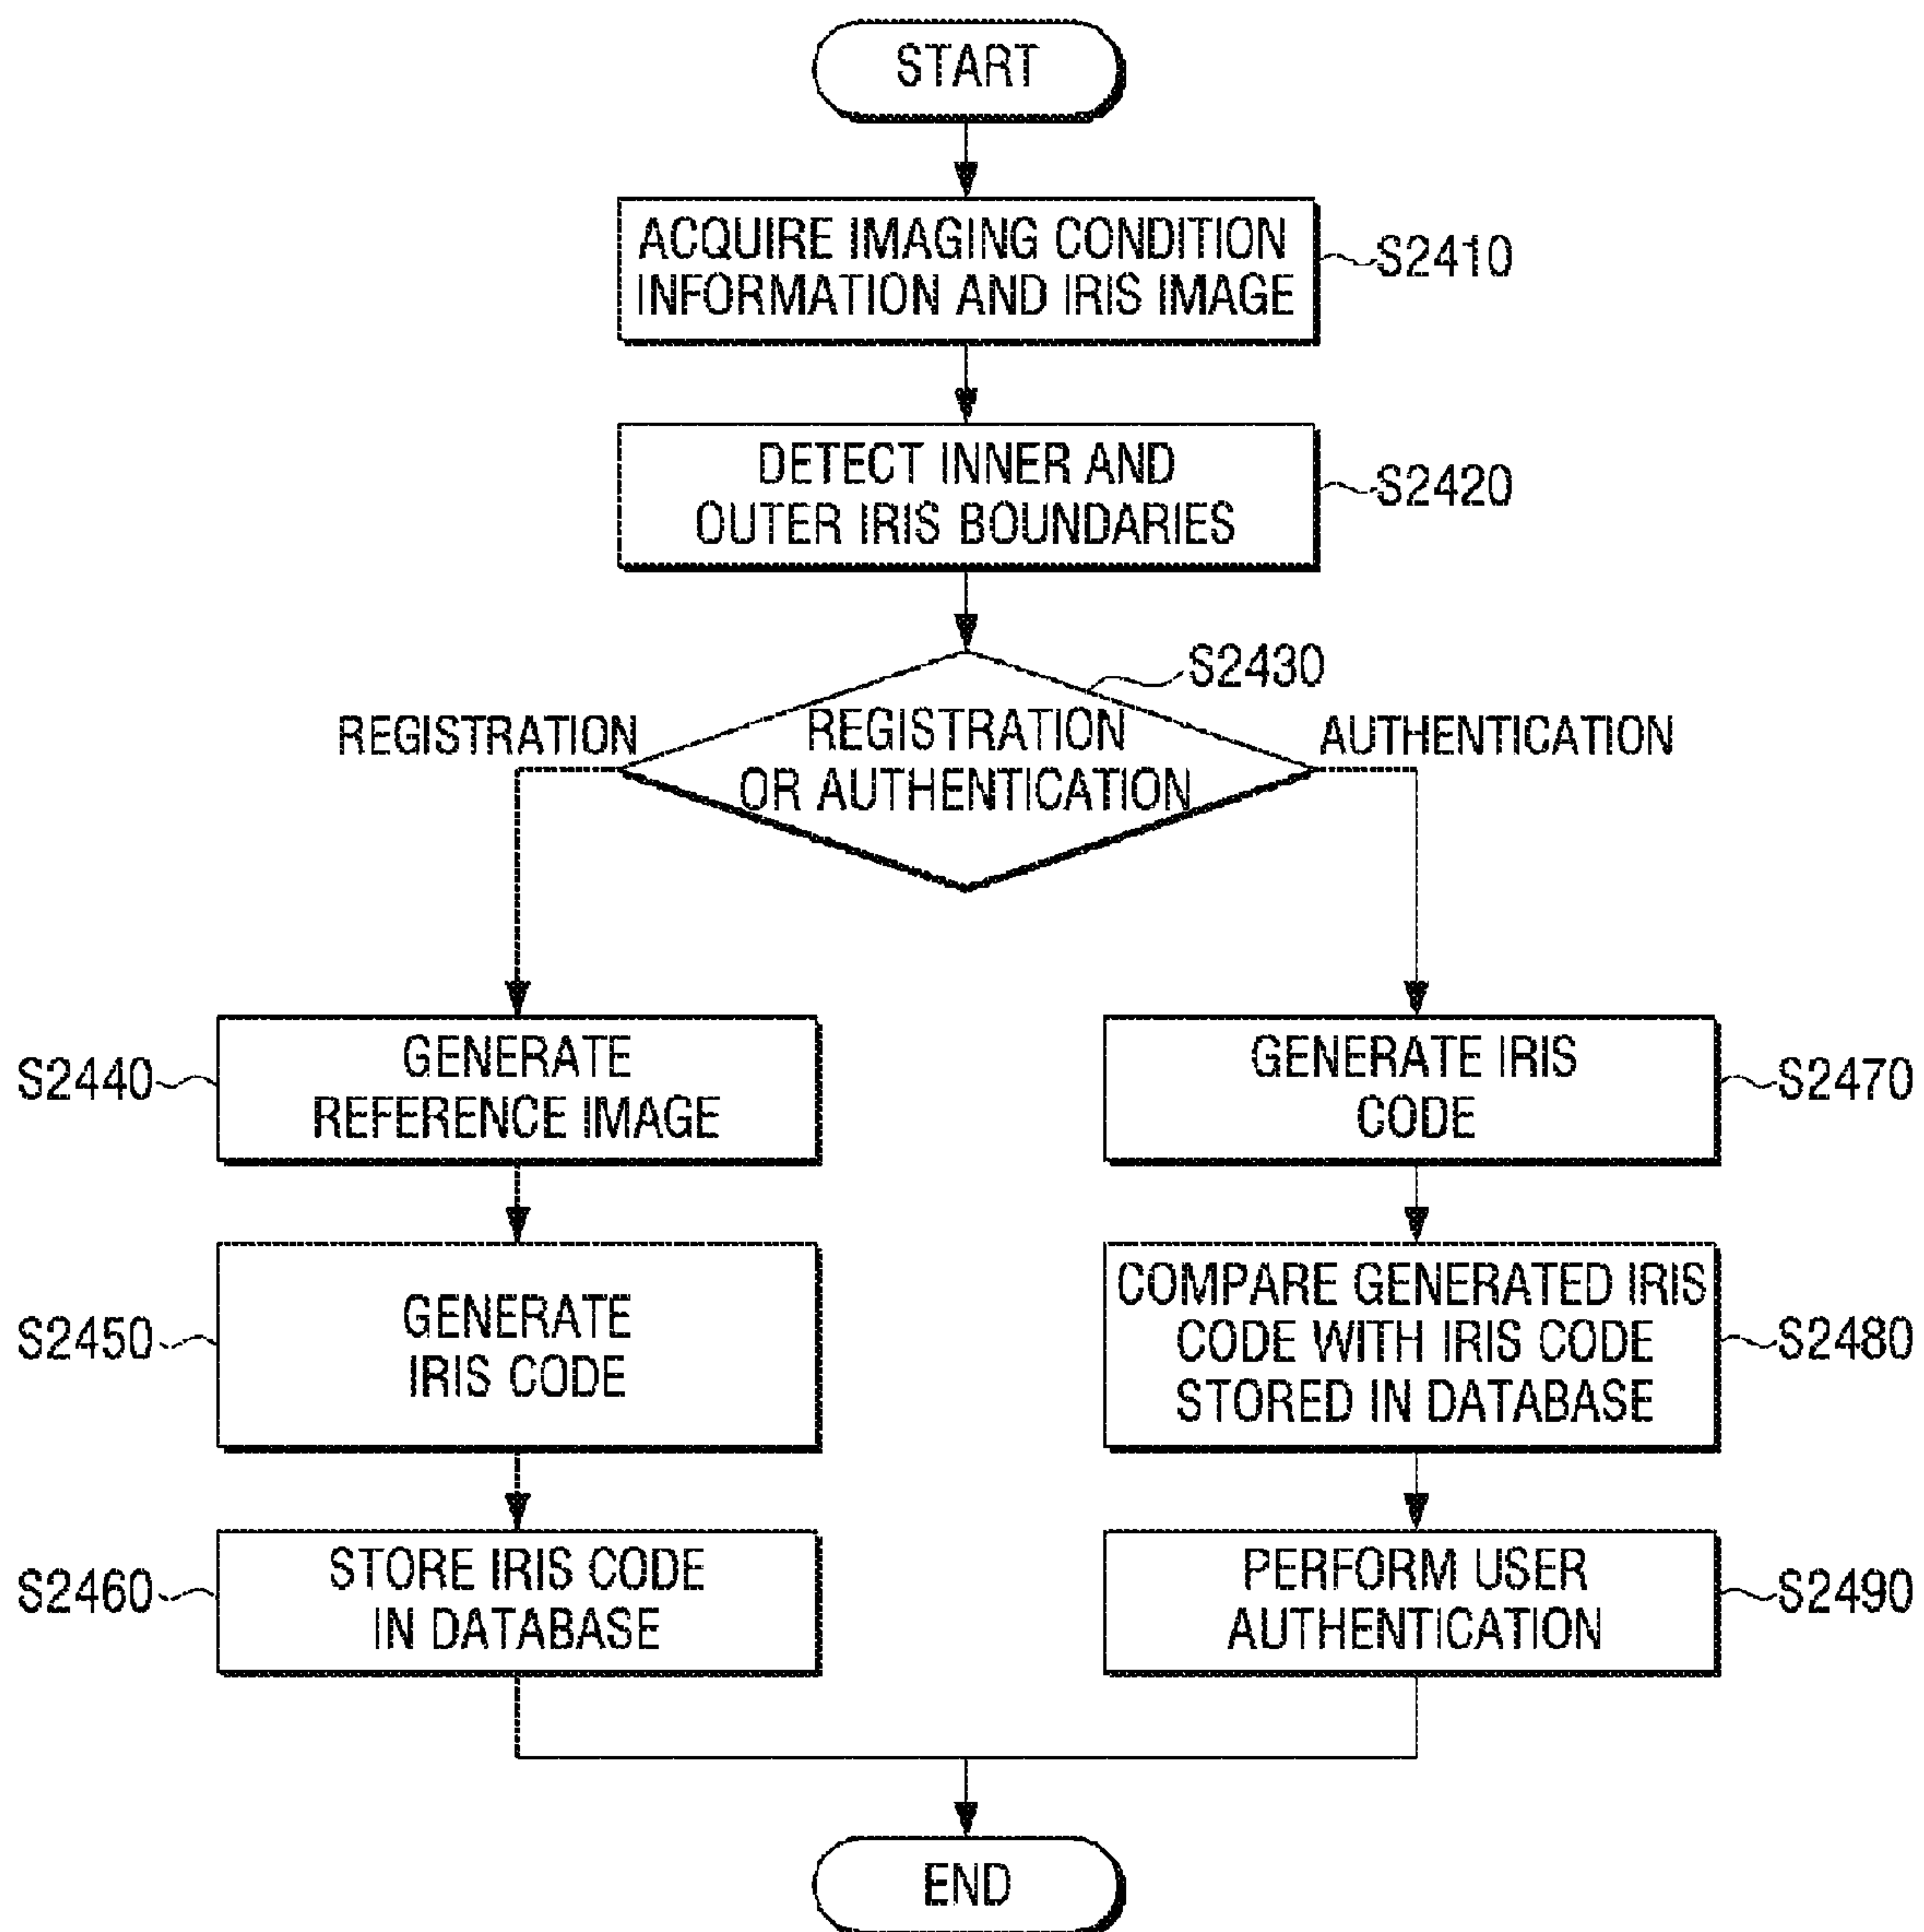 START
ACQUIRE IMAGING CONDITION
INFORMATION AND IRIS IMAGE
S2410
DETECT INNER AND
OUTER IRIS BOUNDARIES
S2420
S2430
REGISTRATION
REGISTRATION
OR AUTHENTICATION
AUTHENTICATION
S2440
GENERATE
REFERENCE IMAGE
GENERATE IRIS
CODE
S2470
S2450
GENERATE
IRIS CODE
COMPARE GENERATED IRIS
CODE WITH IRIS CODE
STORED IN DATABASE
S2480
S2460
STORE IRIS CODE
IN DATABASE
PERFORM USER
AUTHENTICATION
S2490
END